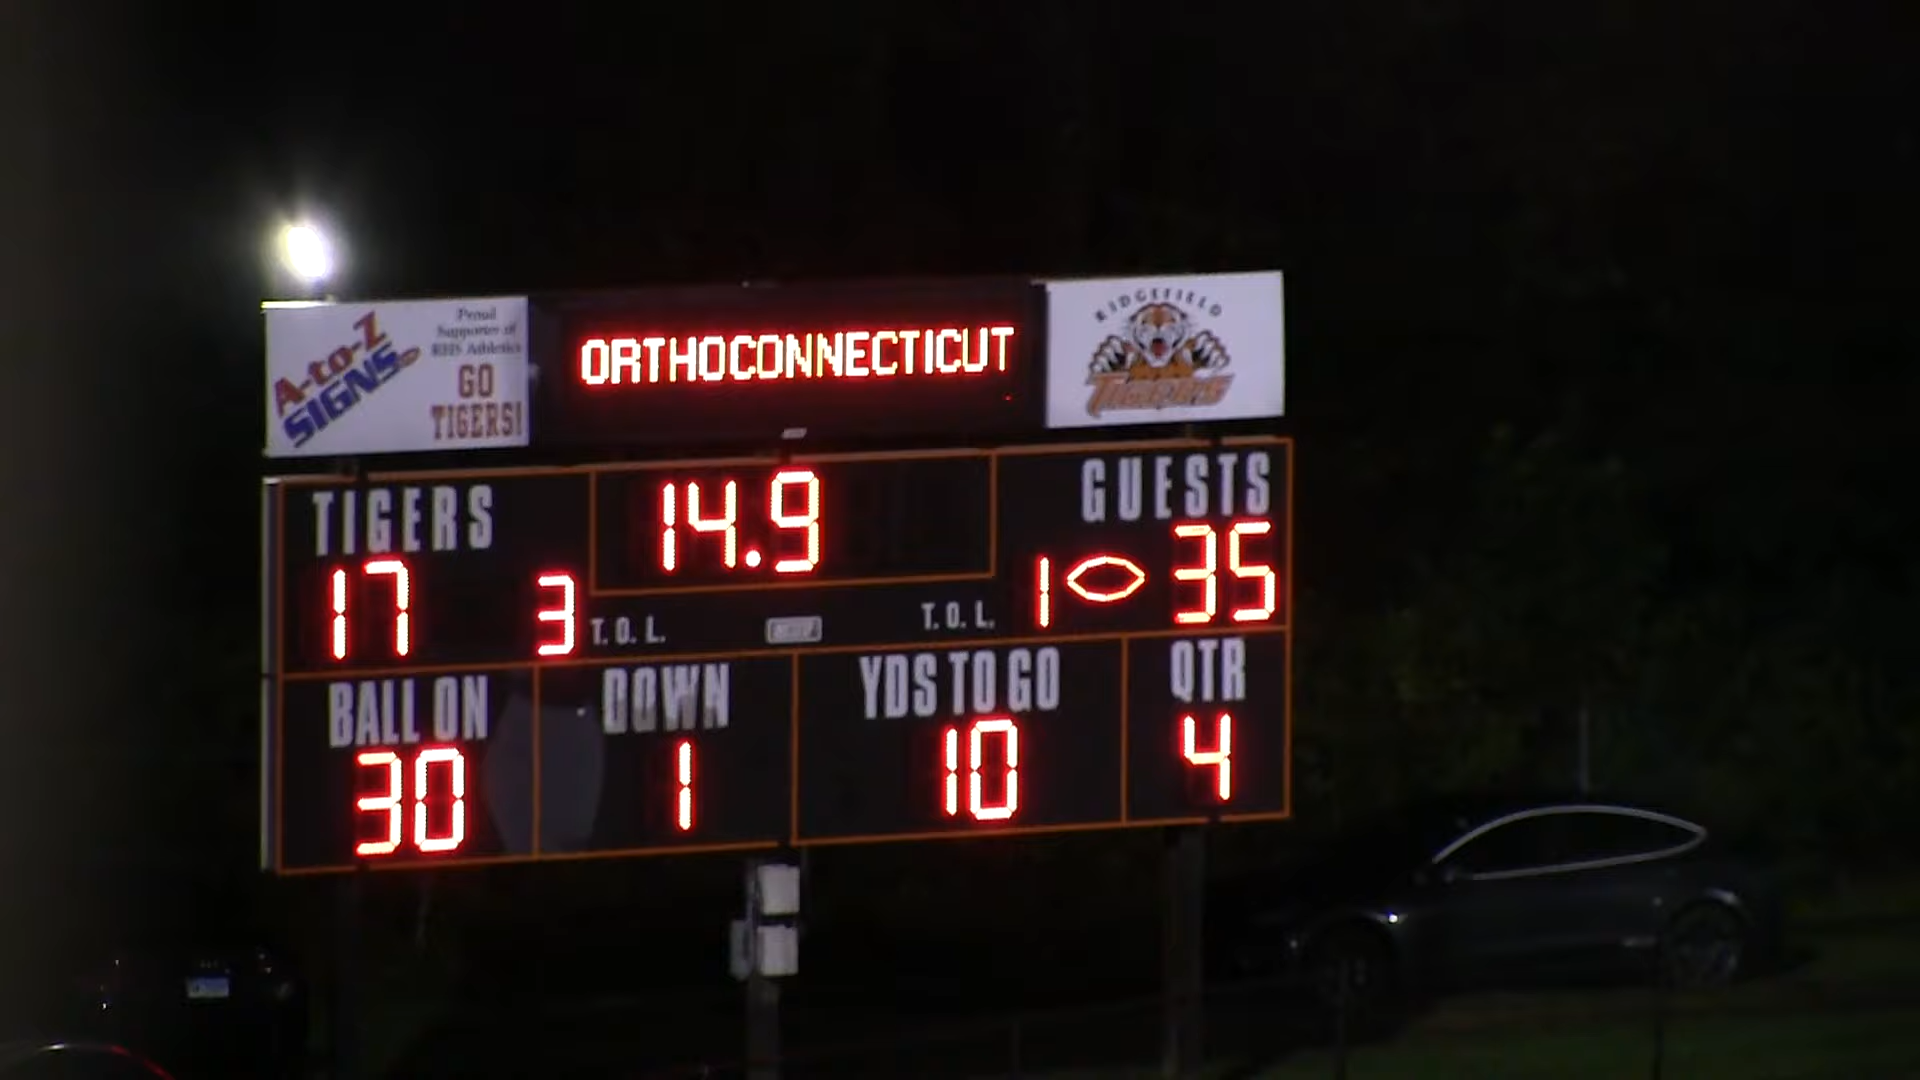 A-to-Z
SIGNS
Proud
Supporter of
RHS Athletics
GO
TIGERS!
ORTHOCONNECTICUT
RIDGEFIELD
TIGERS
TIGERS
14.9
GUESTS
17
3
T. O. L.
T. O. L.
1
35
BALL ON
DOWN
YDS TO GO
QTR
30
1
10
4